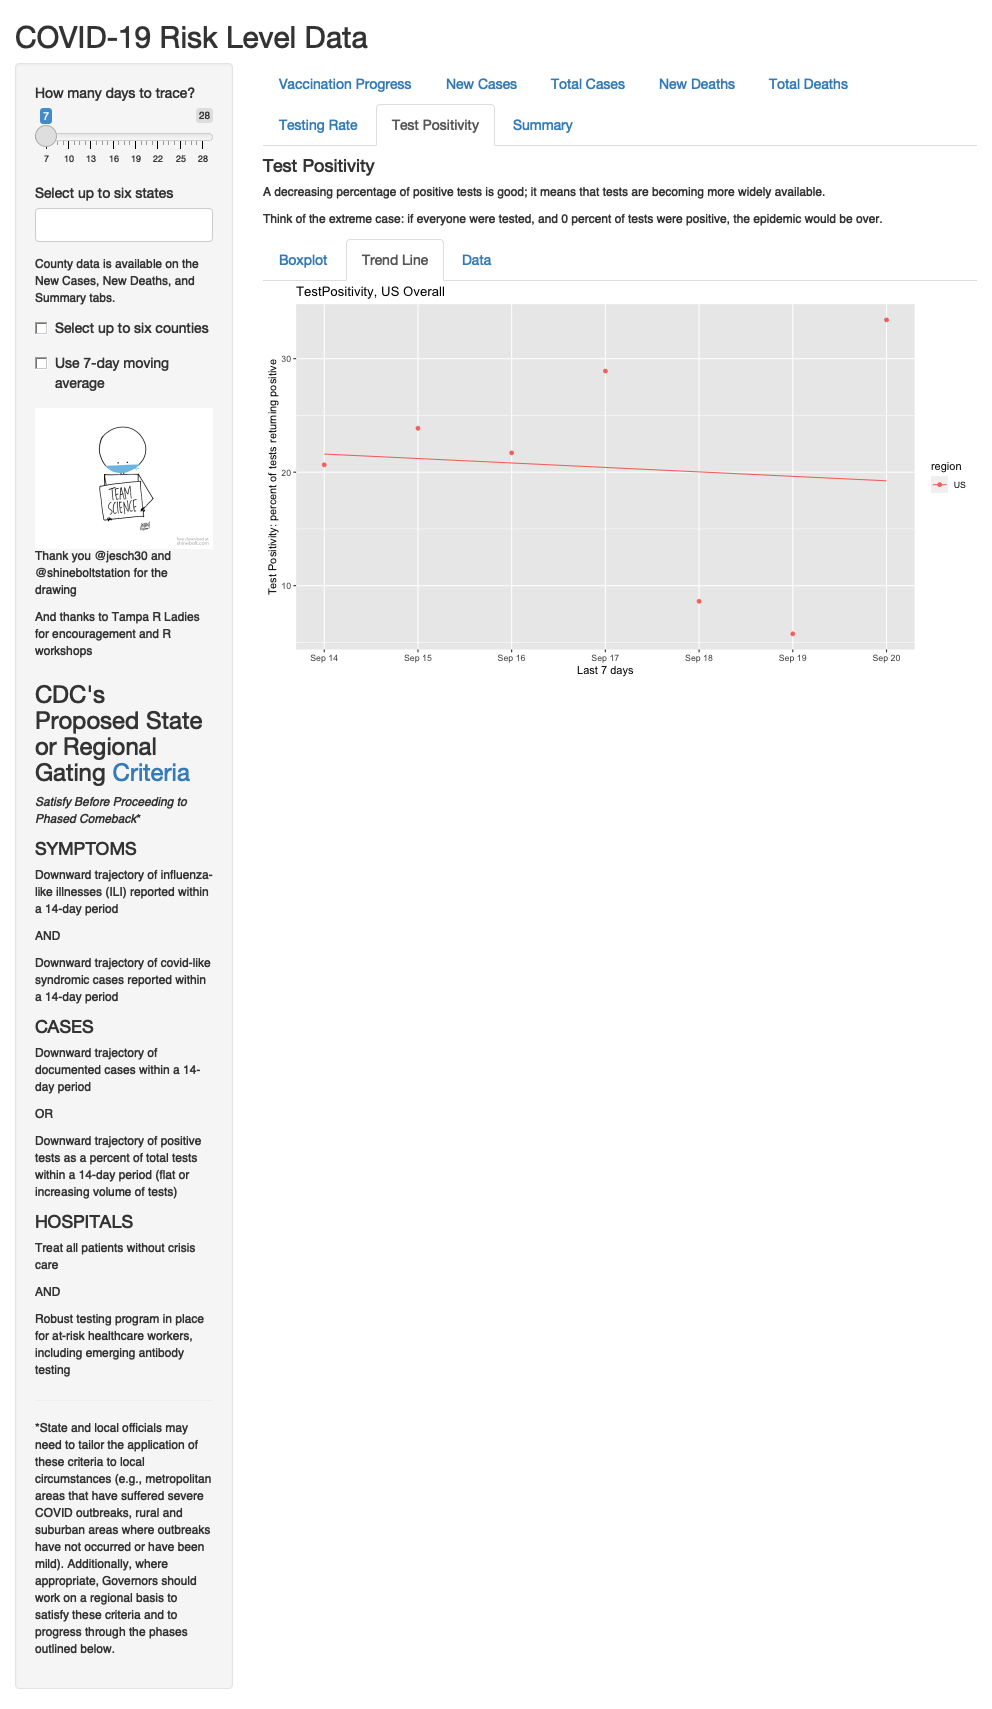 COVID-19 Risk Level Data
How many days to trace?
7
28
7 10 13 16 19 22 25 28
Select up to six states
County data is available on the
New Cases, New Deaths, and
Summary tabs.
Select up to six counties
Use 7-day moving
average
TEAM
SCIENCE
free download at
shinebolt.com
Thank you @jesch30 and
@shineboltstation for the
drawing
And thanks to Tampa R Ladies
for encouragement and R
workshops
CDC's
Proposed State
or Regional
Gating Criteria
Satisfy Before Proceeding to
Phased Comeback*
SYMPTOMS
Downward trajectory of influenza-
like illnesses (ILI) reported within
a 14-day period
AND
Downward trajectory of covid-like
syndromic cases reported within
a 14-day period
CASES
Downward trajectory of
documented cases within a 14-
day period
OR
Downward trajectory of positive
tests as a percent of total tests
within a 14-day period (flat or
increasing volume of tests)
HOSPITALS
Treat all patients without crisis
care
AND
Robust testing program in place
for at-risk healthcare workers,
including emerging antibody
testing
*State and local officials may
need to tailor the application of
these criteria to local
circumstances (e.g., metropolitan
areas that have suffered severe
COVID outbreaks, rural and
suburban areas where outbreaks
have not occurred or have been
mild). Additionally, where
appropriate, Governors should
work on a regional basis to
satisfy these criteria and to
progress through the phases
outlined below.
Vaccination Progress New Cases Total Cases New Deaths Total Deaths
Testing Rate Test Positivity Summary
Test Positivity
A decreasing percentage of positive tests is good; it means that tests are becoming more widely available.
Think of the extreme case: if everyone were tested, and 0 percent of tests were positive, the epidemic would be over.
Boxplot Trend Line Data
TestPositivity, US Overall
Test Positivity: percent of tests returning positive
30
20
10
Sep 14 Sep 15 Sep 16 Sep 17 Sep 18 Sep 19 Sep 20
Last 7 days
region
US